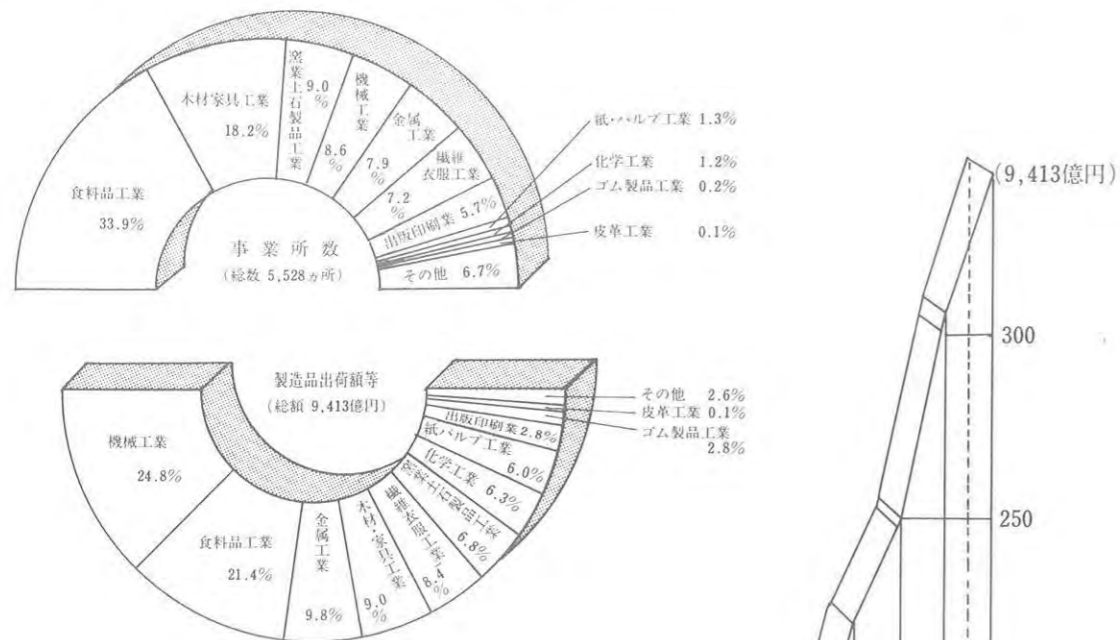 食料品工業
33.9%
木材家具工業
18.2%
窯業土石製品工業
9.0
%
機械工業
8.6
%
金属
工業
7.9
%
繊維
衣服工業
7.2
%
出版印刷業 5.7%
紙・パルプ工業 1.3%
化学工業 1.2%
ゴム製品工業 0.2%
皮革工業 0.1%
その他 6.7%
事業所数
(総数 5,528ヵ所)
製造品出荷額等
(総額 9,413億円)
機械工業
24.8%
食料品工業
21.4%
金属工業
9.8%
木材・家具工業
9.0
%
繊維衣服工業
8.4
%
窯業土石製品工業
6.8%
化学工業 6.3%
紙パルプ工業
6.0%
出版印刷業2.8%
その他 2.6%
皮革工業 0.1%
ゴム製品工業
2.8%
(9,413億円)
300
250